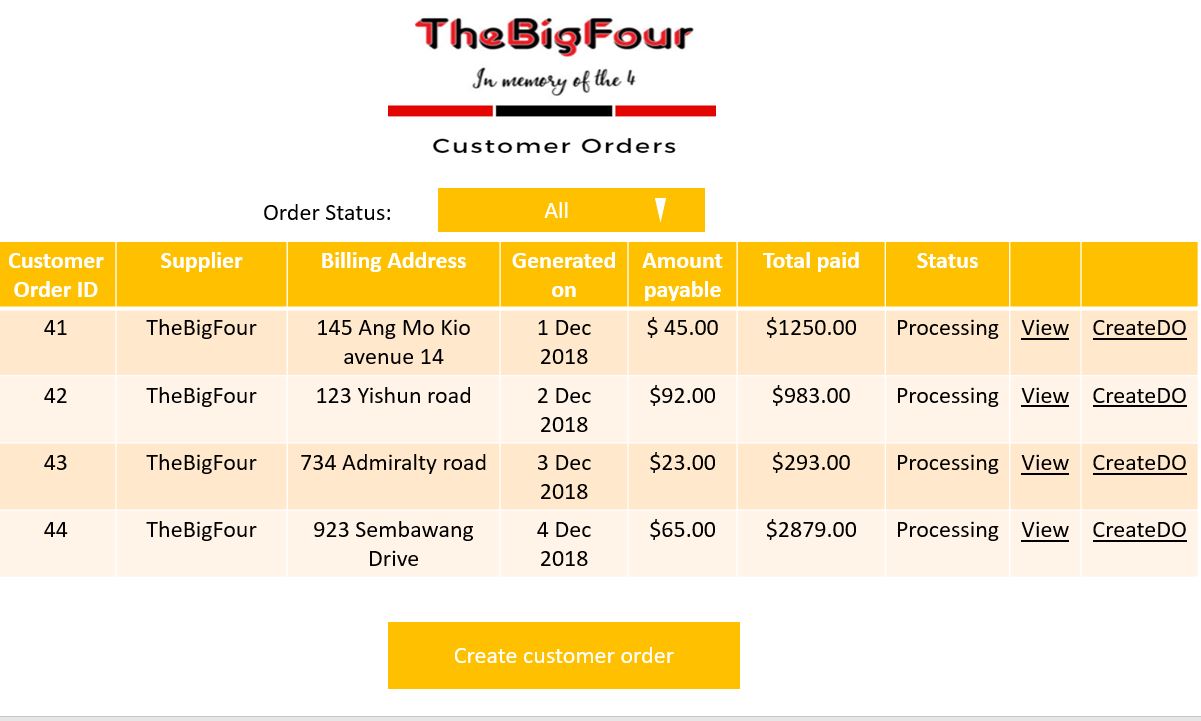 TheBigFour
In memory of the 4
Customer Orders
Order Status: All
Customer Order ID Supplier Billing Address Generated on Amount payable Total paid Status
41 TheBigFour 145 Ang Mo Kio avenue 14 1 Dec 2018 $ 45.00 $1250.00 Processing View CreateDO
42 TheBigFour 123 Yishun road 2 Dec 2018 $92.00 $983.00 Processing View CreateDO
43 TheBigFour 734 Admiralty road 3 Dec 2018 $23.00 $293.00 Processing View CreateDO
44 TheBigFour 923 Sembawang Drive 4 Dec 2018 $65.00 $2879.00 Processing View CreateDO
Create customer order